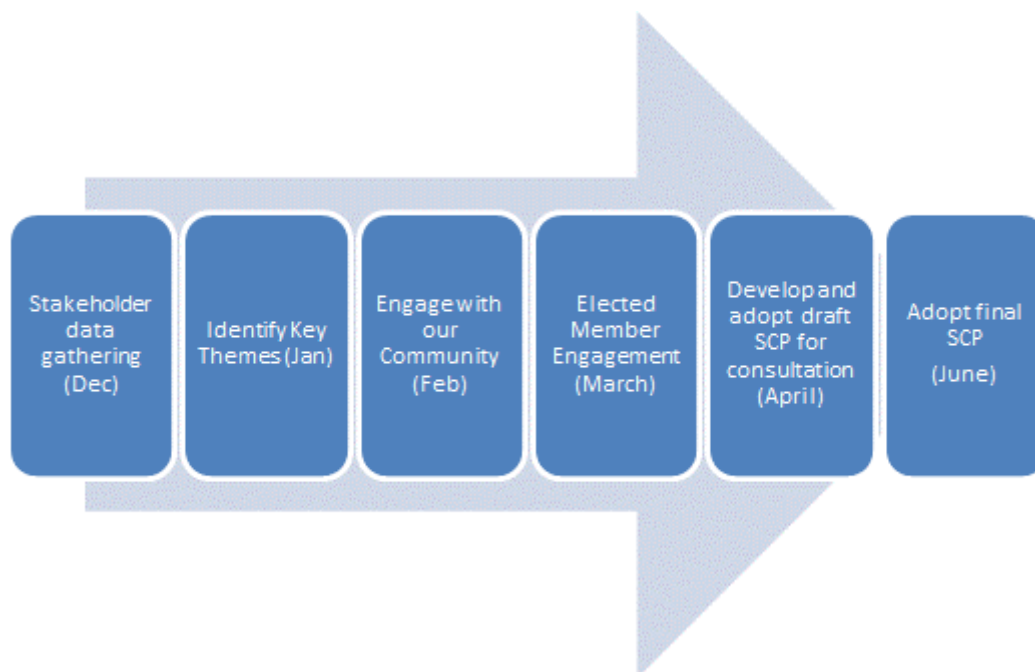 Stakeholder
data
gathering
(Dec)
Identify Key
Themes (Jan)
Engage with
our
Community
(Feb)
Elected
Member
Engagement
(March)
Develop and
adopt draft
SCP for
consultation
(April)
Adopt final
SCP
(June)